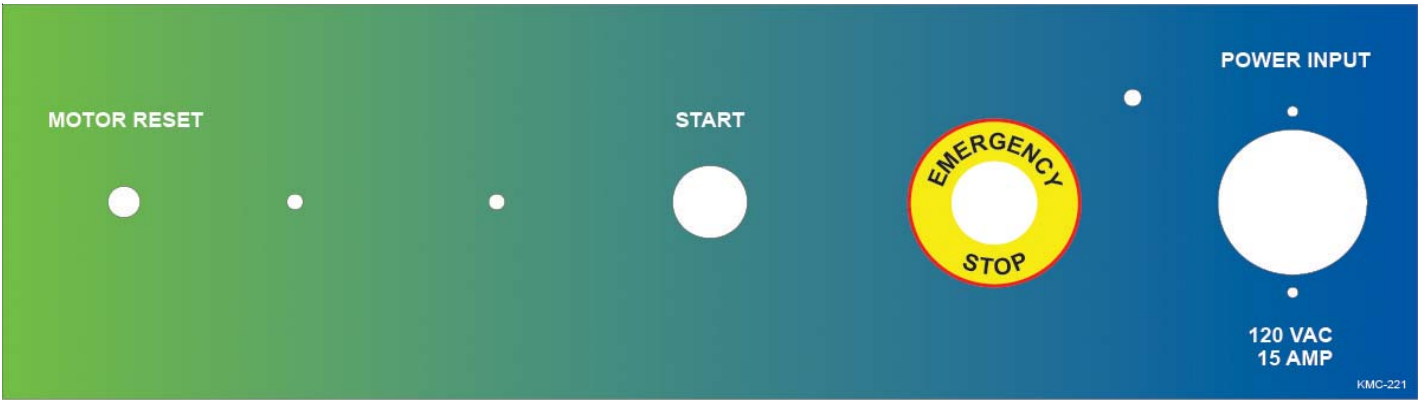 MOTOR RESET
START
EMERGENCY
STOP
POWER INPUT
120 VAC
15 AMP
KMC-221